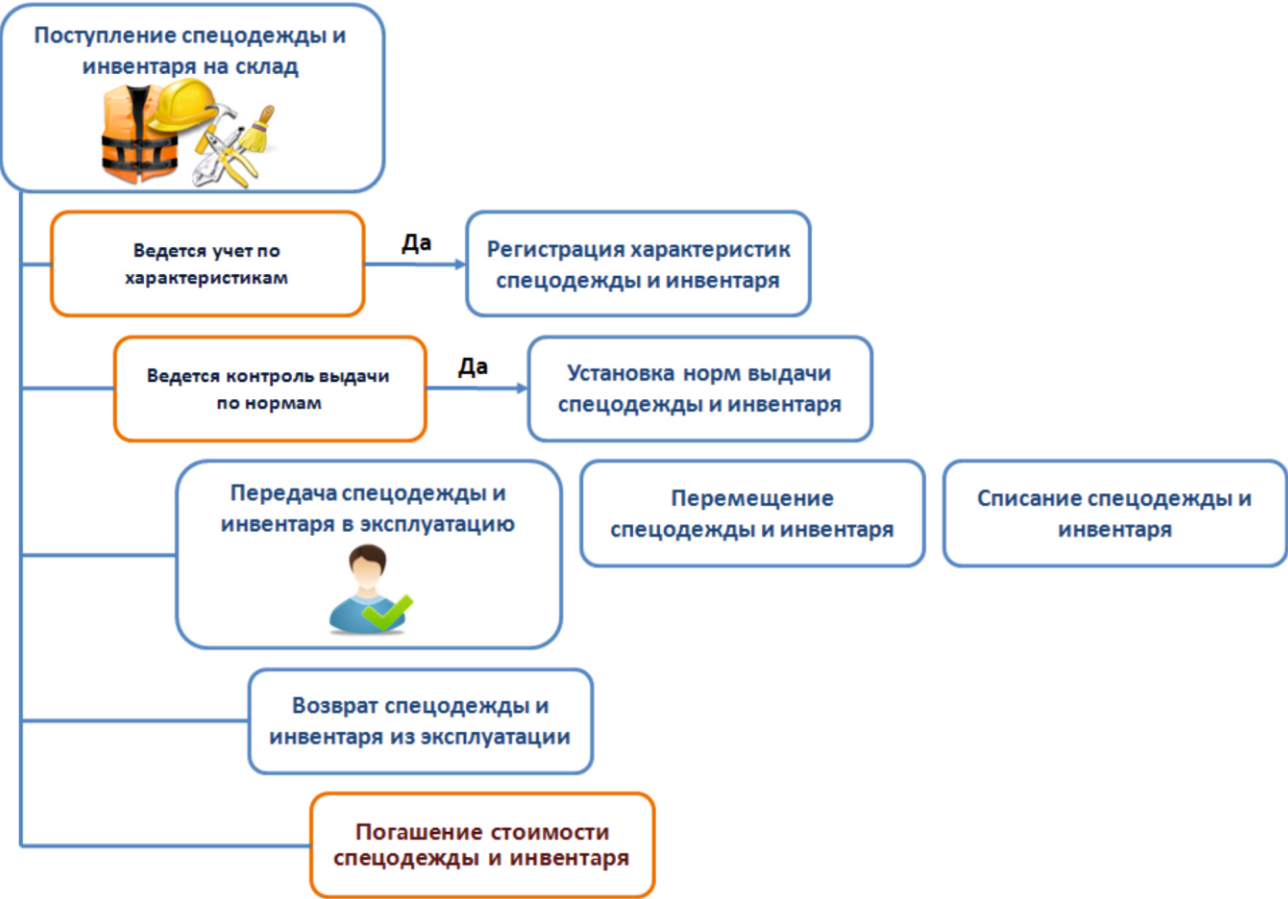 Поступление спецодежды и
инвентаря на склад
Ведется учет по
характеристикам
Да
Регистрация характеристик
спецодежды и инвентаря
Ведется контроль выдачи
по нормам
Да
Установка норм выдачи
спецодежды и инвентаря
Передача спецодежды и
инвентаря в эксплуатацию
Перемещение
спецодежды и инвентаря
Списание спецодежды и
инвентаря
Возврат спецодежды и
инвентаря из эксплуатации
Погашение стоимости
спецодежды и инвентаря